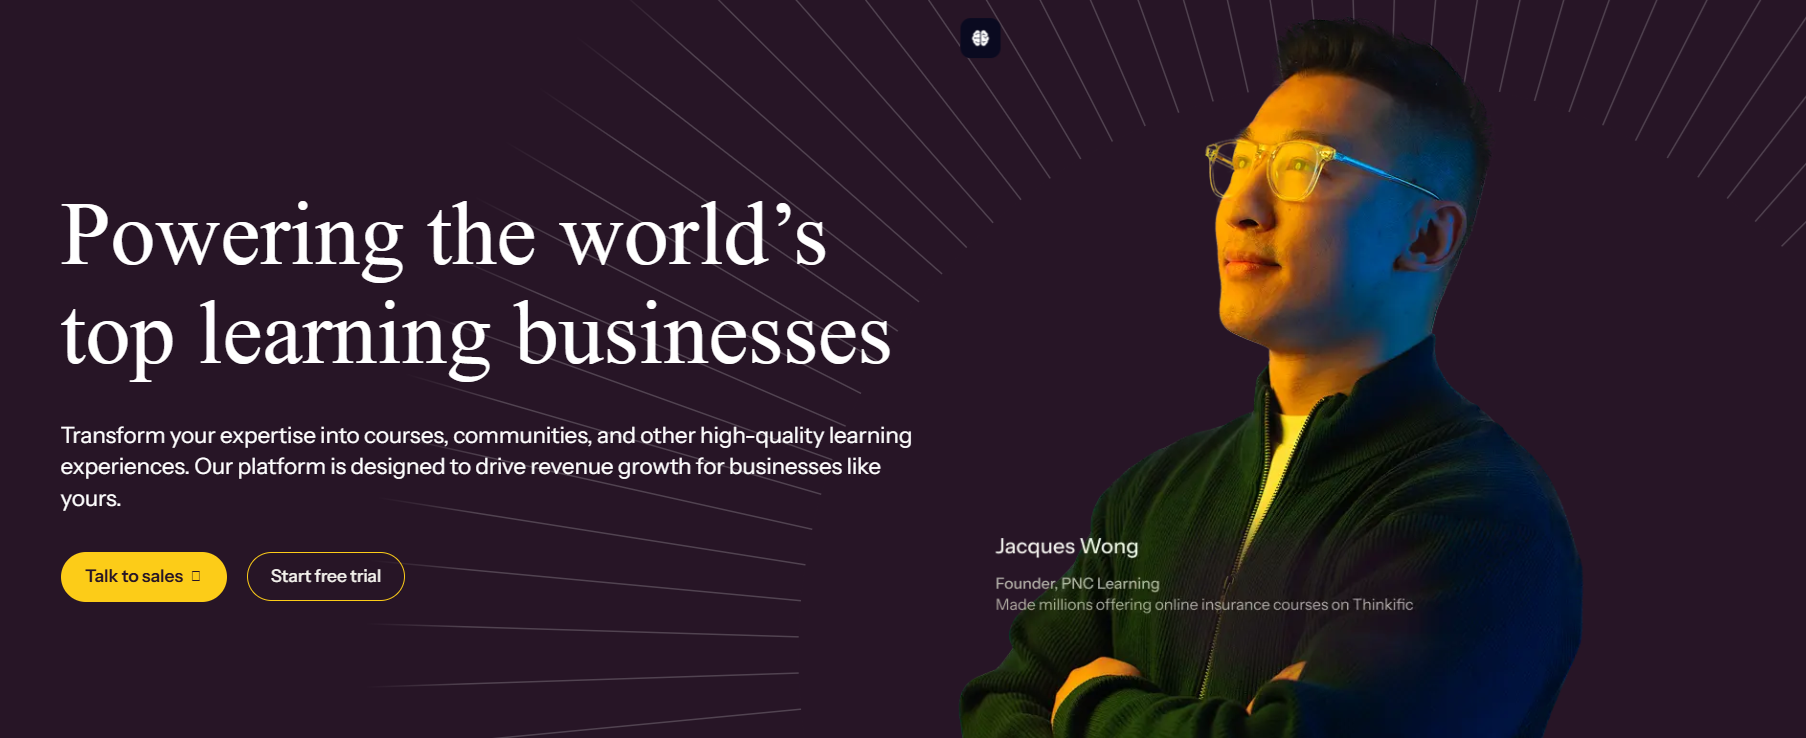 Powering the world’s
top learning businesses
Transform your expertise into courses, communities, and other high-quality learning
experiences. Our platform is designed to drive revenue growth for businesses like
yours.
Talk to sales
Start free trial
Jacques Wong
Founder, PNC Learning
Made millions offering online insurance courses on Thinkific